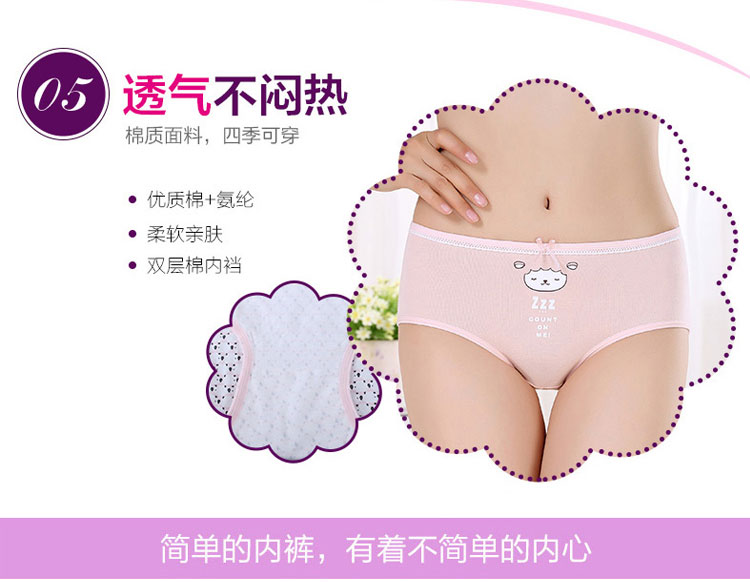 05
透气不闷热
棉质面料，四季可穿
优质棉+氨纶
柔软亲肤
双层棉内裆
Zzz
COUNT
ON
ME!
简单的内裤，有着不简单的内心